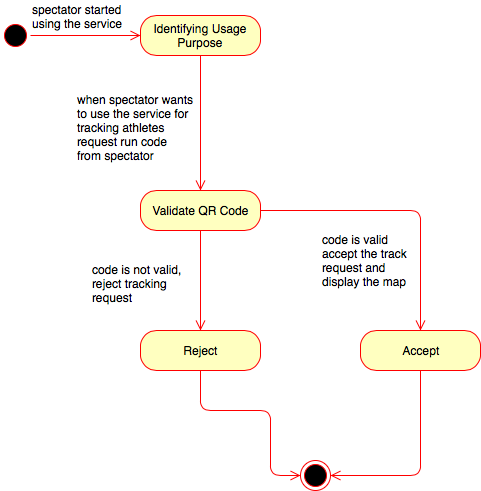 spectator started
using the service
Identifying Usage
Purpose
when spectator wants
to use the service for
tracking athletes
request run code
from spectator
Validate QR Code
code is valid
accept the track
request and
display the map
code is not valid,
reject tracking
request
Reject
Accept